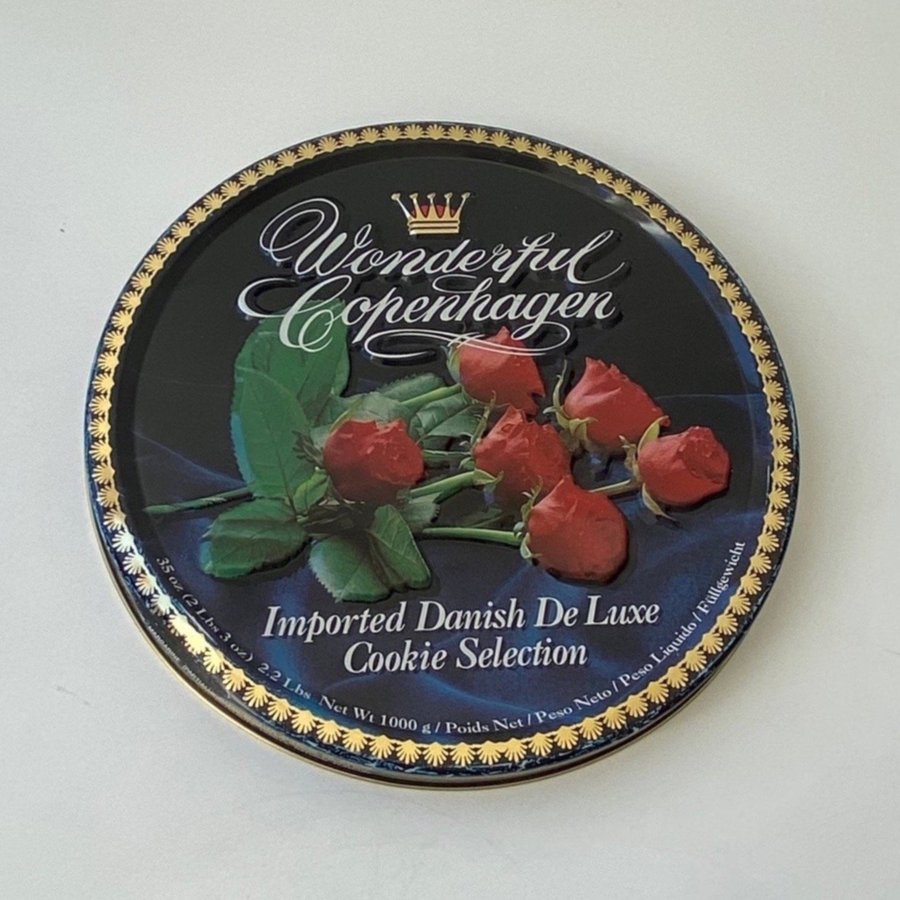 Wonderful
Copenhagen
Imported Danish De Luxe
Cookie Selection
35 oz (2 Lbs 3 oz) 2.2 Lbs Net Wt 1000 g / Poids Net / Peso Neto / Peso Liquido / Füllgewicht